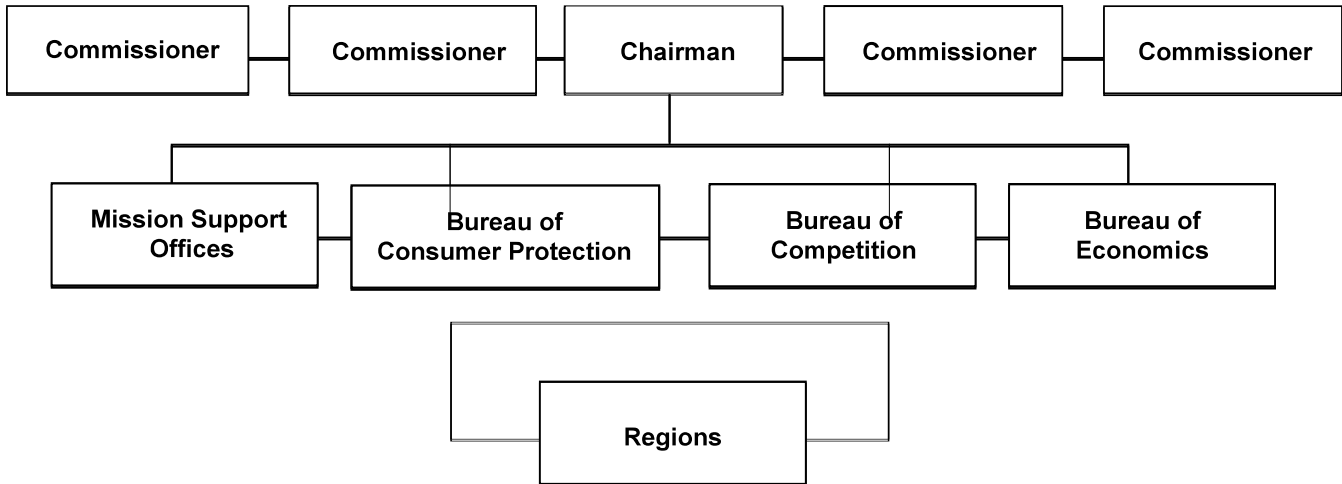 Commissioner
Commissioner
Chairman
Commissioner
Commissioner
Mission Support
Offices
Bureau of
Consumer Protection
Bureau of
Competition
Bureau of
Economics
Regions